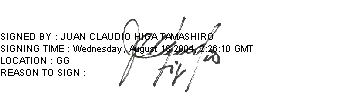 SIGNED BY : JUAN CLAUDIO HIGA TAMASHIRO
SIGNING TIME : Wednesday, August 18 2004, 2:26:10 GMT
LOCATION : GG
REASON TO SIGN :